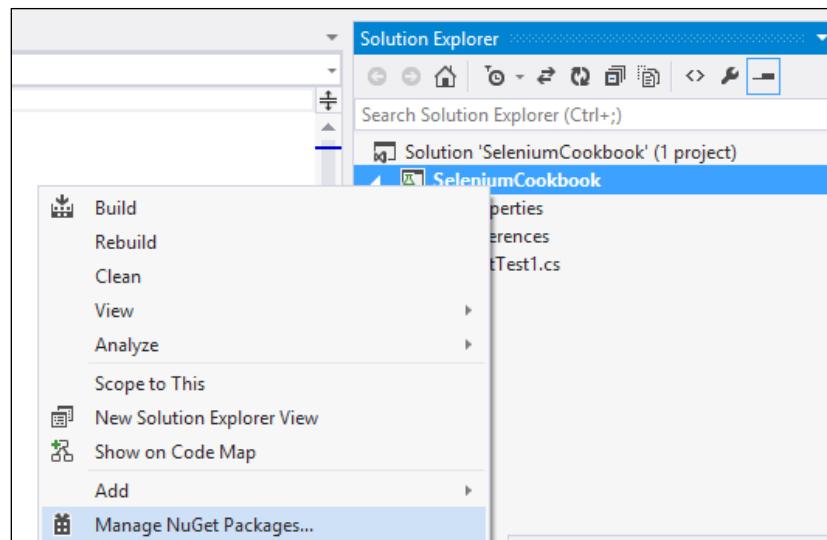 Solution Explorer
Search Solution Explorer (Ctrl+;)
Solution 'SeleniumCookbook' (1 project)
SeleniumCookbook
perties
erences
tTest1.cs
Build
Rebuild
Clean
View
Analyze
Scope to This
New Solution Explorer View
Show on Code Map
Add
Manage NuGet Packages...